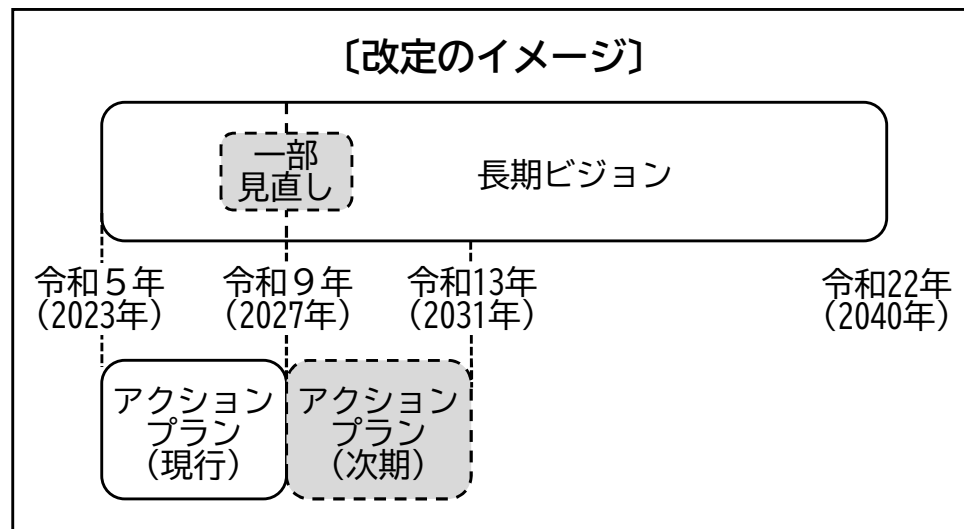 〔改定のイメージ〕
一部
見直し
長期ビジョン
令和５年
（2023年）
令和９年
（2027年）
令和13年
（2031年）
令和22年
（2040年）
アクション
プラン
（現行）
アクション
プラン
（次期）